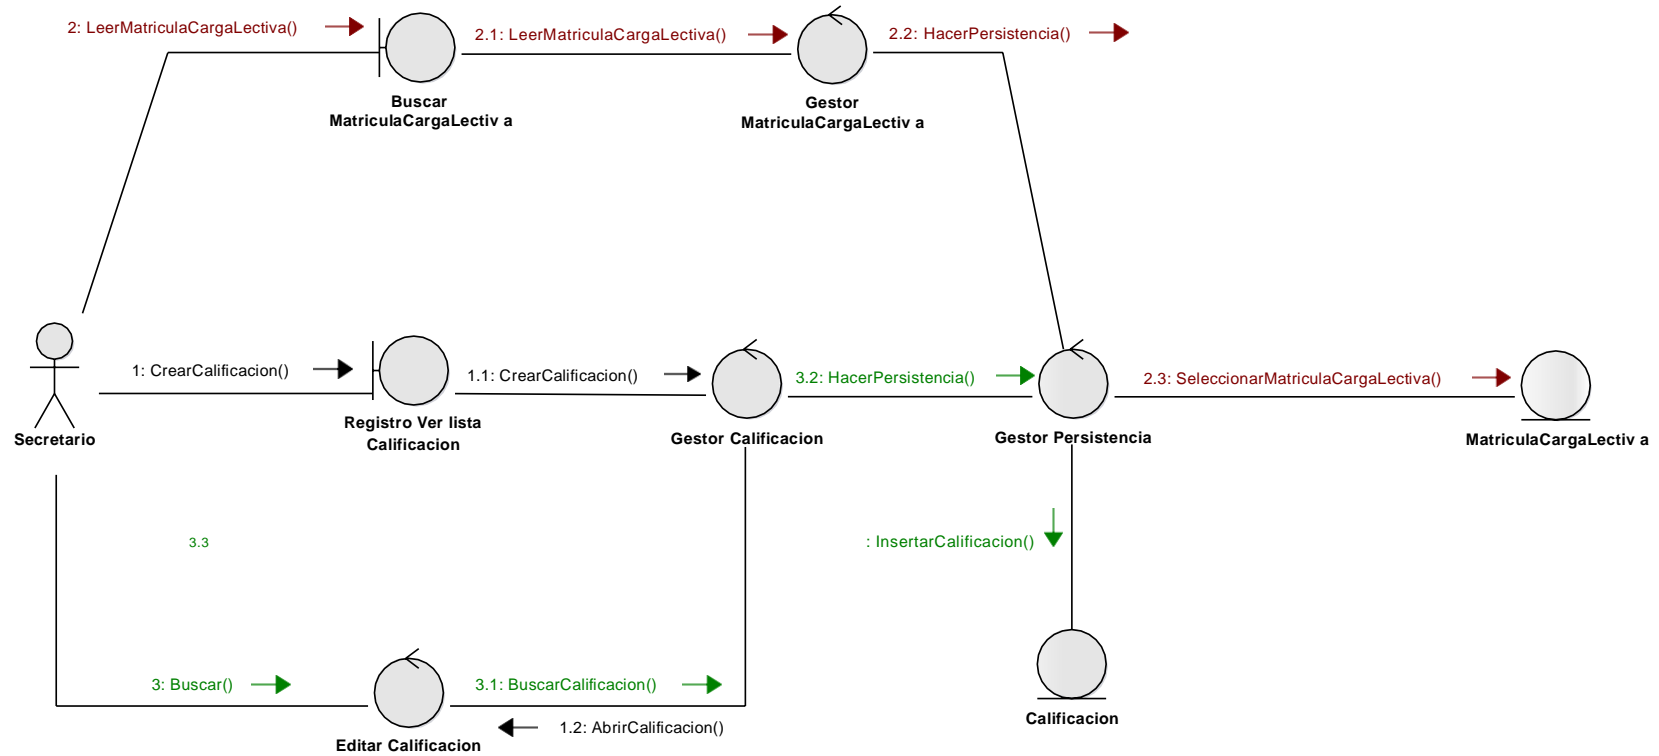 2: LeerMatriculaCargaLectiva()
2.1: LeerMatriculaCargaLectiva()
2.2: HacerPersistencia()
Buscar
MatriculaCargaLectiv a
Gestor
MatriculaCargaLectiv a
1: CrearCalificacion()
1.1: CrearCalificacion()
3.2: HacerPersistencia()
2.3: SeleccionarMatriculaCargaLectiva()
Secretario
Registro Ver lista
Calificacion
Gestor Calificacion
Gestor Persistencia
MatriculaCargaLectiv a
3.3
: InsertarCalificacion()
3: Buscar()
3.1: BuscarCalificacion()
1.2: AbrirCalificacion()
Editar Calificacion
Calificacion